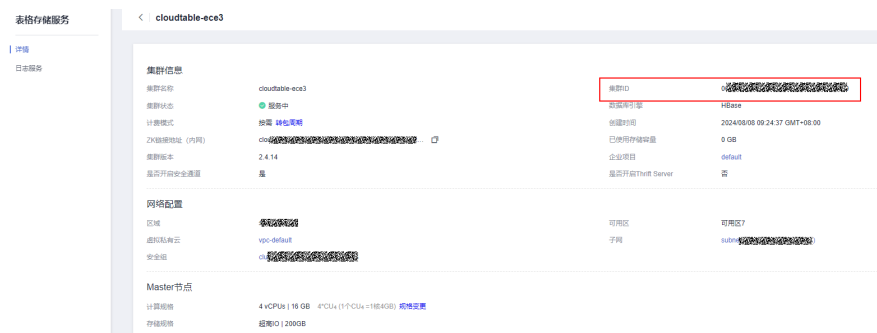 表格存储服务
< cloudtable-ece3
详情
日志服务
集群信息
集群名称 cloudtable-ece3 集群ID
集群状态 服务中 数据库引擎 HBase
计费模式 按需 转包周期 创建时间 2024/08/08 09:24:37 GMT+08:00
ZK链接地址（内网） clo ... 已使用存储容量 0 GB
集群版本 2.4.14 企业项目 default
是否开启安全通道 是 是否开启Thrift Server 否
网络配置
区域 可用区 可用区7
虚拟私有云 vpc-default 子网 subne
安全组 clu
Master节点
计算规格 4 vCPUs | 16 GB 4*CU₄ (1个CU₄ =1核4GB) 规格变更
存储规格 超高IO | 200GB